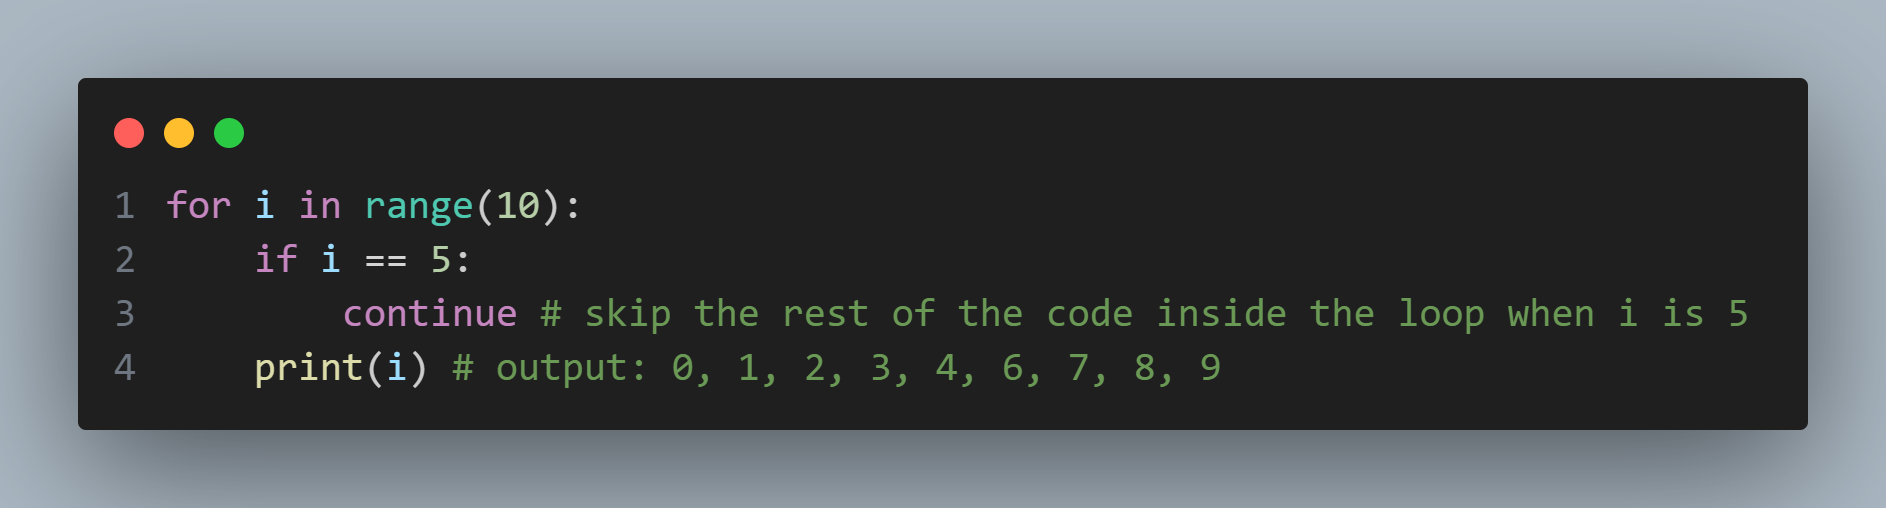 1 for i in range(10):
2     if i == 5:
3         continue # skip the rest of the code inside the loop when i is 5
4     print(i) # output: 0, 1, 2, 3, 4, 6, 7, 8, 9